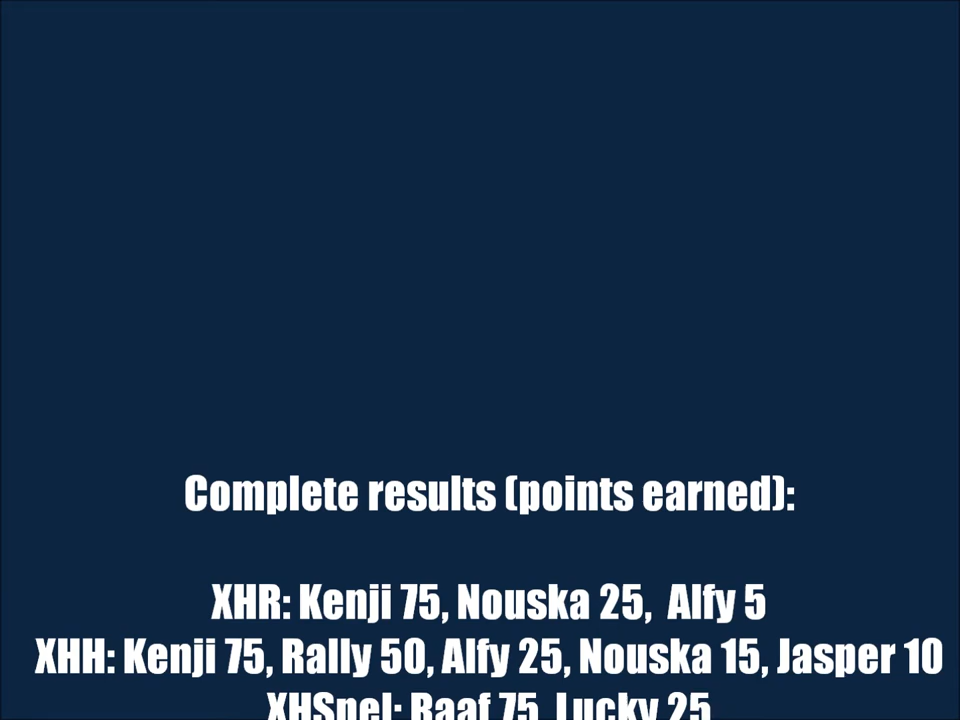 Complete results (points earned):
XHR: Kenji 75, Nouska 25, Alfy 5
XHH: Kenji 75, Rally 50, Alfy 25, Nouska 15, Jasper 10
XHSpel: Raaf 75, Lucky 25